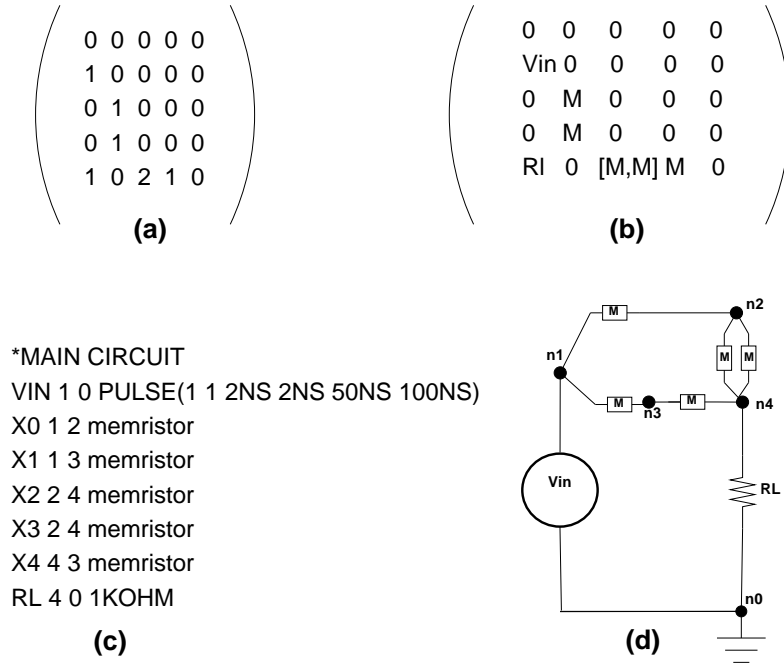 0 0 0 0 0
1 0 0 0 0
0 1 0 0 0
0 1 0 0 0
1 0 2 1 0
(a)
0 0 0 0 0
Vin 0 0 0 0
0 M 0 0 0
0 M 0 0 0
Rl 0 [M,M] M 0
(b)
*MAIN CIRCUIT
VIN 1 0 PULSE(1 1 2NS 2NS 50NS 100NS)
X0 1 2 memristor
X1 1 3 memristor
X2 2 4 memristor
X3 2 4 memristor
X4 4 3 memristor
RL 4 0 1KOHM
(c)
n2
M
n1
M M
M M
n3
n4
Vin
RL
n0
(d)